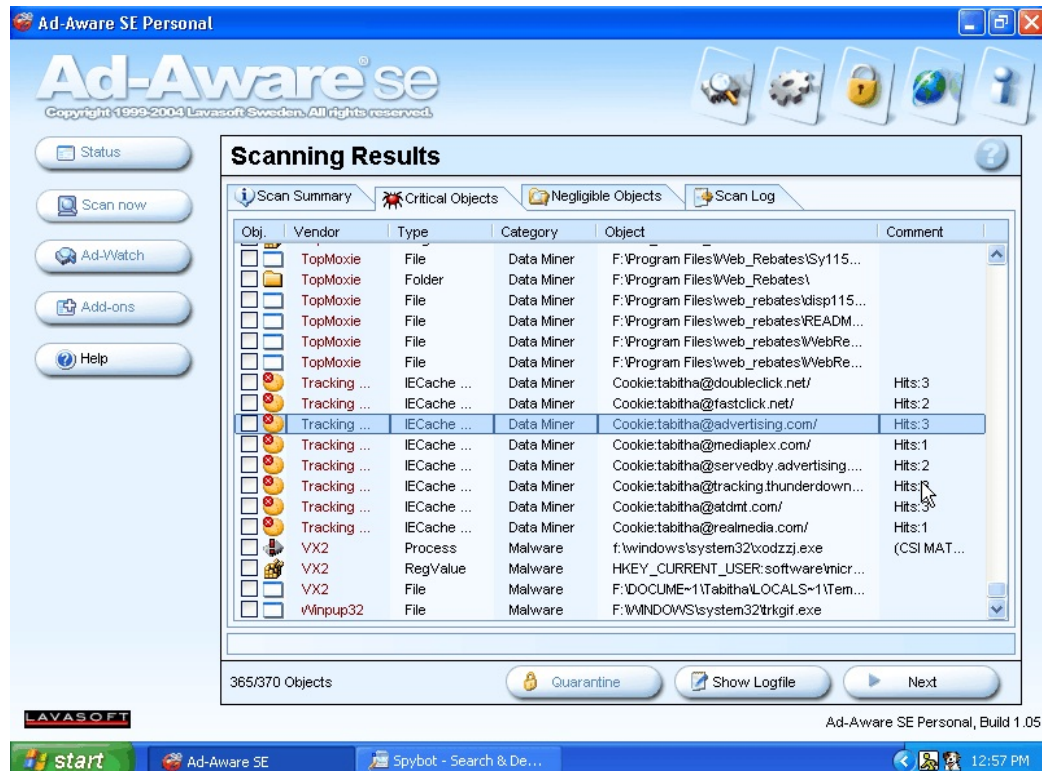 Ad-Aware SE Personal
Ad-Aware® SE
Copyright 1999-2004 Lavasoft Sweden. All rights reserved.
Status
Scan now
Ad-Watch
Add-ons
Help
Scanning Results
Scan Summary Critical Objects Negligible Objects Scan Log
Obj. Vendor Type Category Object Comment
TopMoxie File Data Miner F:\Program Files\Web_Rebates\Sy115...
TopMoxie Folder Data Miner F:\Program Files\Web_Rebates\
TopMoxie File Data Miner F:\Program Files\web_rebates\disp115...
TopMoxie File Data Miner F:\Program Files\web_rebates\READM...
TopMoxie File Data Miner F:\Program Files\web_rebates\WebRe...
TopMoxie File Data Miner F:\Program Files\web_rebates\WebRe...
Tracking ... IECache ... Data Miner Cookie:tabitha@doubleclick.net/ Hits:3
Tracking ... IECache ... Data Miner Cookie:tabitha@fastclick.net/ Hits:2
Tracking ... IECache ... Data Miner Cookie:tabitha@advertising.com/ Hits:3
Tracking ... IECache ... Data Miner Cookie:tabitha@mediaplex.com/ Hits:1
Tracking ... IECache ... Data Miner Cookie:tabitha@servedby.advertising.... Hits:2
Tracking ... IECache ... Data Miner Cookie:tabitha@tracking.thunderdown...
Tracking ... IECache ... Data Miner Cookie:tabitha@atdmt.com/ Hits:3
Tracking ... IECache ... Data Miner Cookie:tabitha@realmedia.com/ Hits:1
VX2 Process Malware f:\windows\system32\xodzzj.exe (CSI MAT...
VX2 RegValue Malware HKEY_CURRENT_USER:software\micr...
VX2 File Malware F:\DOCUME~1\Tabitha\LOCALS~1\Tem...
Winpup32 File Malware F:\WINDOWS\system32\trkgif.exe
365/370 Objects
Quarantine Show Logfile Next
LAVASOFT
Ad-Aware SE Personal, Build 1.05
start Ad-Aware SE Spybot - Search & De... 12:57 PM